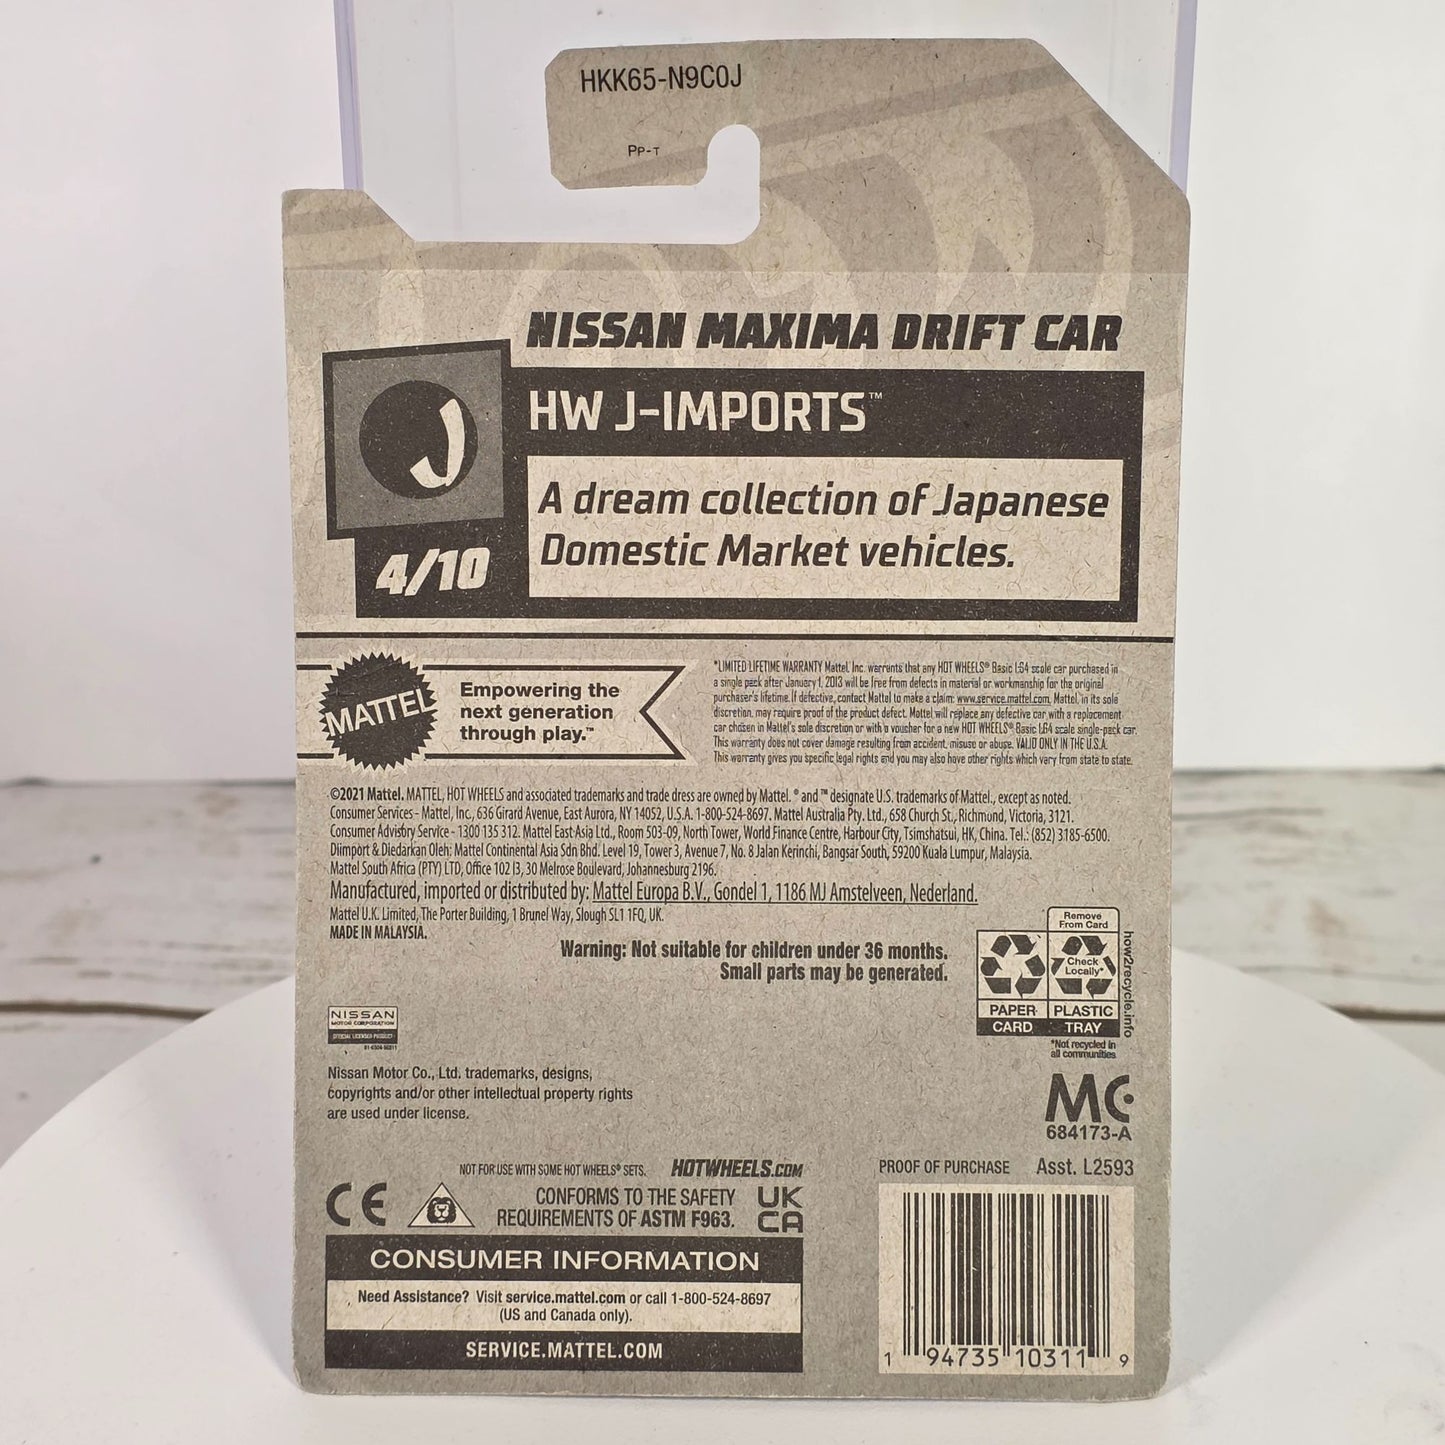 HKK65-N9C0J
PP-T
NISSAN MAXIMA DRIFT CAR
HW J-IMPORTS™
J
A dream collection of Japanese
Domestic Market vehicles.
4/10
MATTEL
Empowering the
next generation
through play.™
*LIMITED LIFETIME WARRANTY Mattel, Inc. warrants that any HOT WHEELS® Basic 1:64 scale car purchased in
a single pack after January 1, 2013 will be free from defects in material or workmanship for the original
purchaser's lifetime. If defective, contact Mattel to make a claim: www.service.mattel.com. Mattel, in its sole
discretion, may require proof of the product defect. Mattel will replace any defective car with a replacement
car chosen in Mattel's sole discretion or with a voucher for a new HOT WHEELS® Basic 1:64 scale single-pack car.
This warranty does not cover damage resulting from accident, misuse or abuse. VALID ONLY IN THE U.S.A.
This warranty gives you specific legal rights and you may also have other rights which vary from state to state.
©2021 Mattel. MATTEL, HOT WHEELS and associated trademarks and trade dress are owned by Mattel. ® and ™ designate U.S. trademarks of Mattel., except as noted.
Consumer Services - Mattel, Inc., 636 Girard Avenue, East Aurora, NY 14052, U.S.A. 1-800-524-8697. Mattel Australia Pty. Ltd., 658 Church St., Richmond, Victoria, 3121.
Consumer Advisory Service - 1300 135 312. Mattel East Asia Ltd., Room 503-09, North Tower, World Finance Centre, Harbour City, Tsimshatsui, HK, China. Tel.: (852) 3185-6500.
Diimport & Diedarkan Oleh: Mattel Continental Asia Sdn Bhd. Level 19, Tower 3, Avenue 7, No. 8 Jalan Kerinchi, Bangsar South, 59200 Kuala Lumpur, Malaysia.
Mattel South Africa (PTY) LTD, Office 102 I3, 30 Melrose Boulevard, Johannesburg 2196.
Manufactured, imported or distributed by: Mattel Europa B.V., Gondel 1, 1186 MJ Amstelveen, Nederland.
Mattel U.K. Limited, The Porter Building, 1 Brunel Way, Slough SL1 1FQ, UK.
MADE IN MALAYSIA.
Warning: Not suitable for children under 36 months.
Small parts may be generated.
Remove
From Card
Check
Locally*
PAPER
PLASTIC
CARD
TRAY
how2recycle.info
*Not recycled in
all communities
NISSAN
MOTOR CORPORATION
OFFICIAL LICENSED PRODUCT
Nissan Motor Co., Ltd. trademarks, designs,
copyrights and/or other intellectual property rights
are used under license.
MC
684173-A
NOT FOR USE WITH SOME HOT WHEELS® SETS.
HOTWHEELS.COM
PROOF OF PURCHASE
Asst. L2593
CE
CONFORMS TO THE SAFETY
REQUIREMENTS OF ASTM F963.
UK
CA
CONSUMER INFORMATION
Need Assistance? Visit service.mattel.com or call 1-800-524-8697
(US and Canada only).
SERVICE.MATTEL.COM
1 94735 10311 9